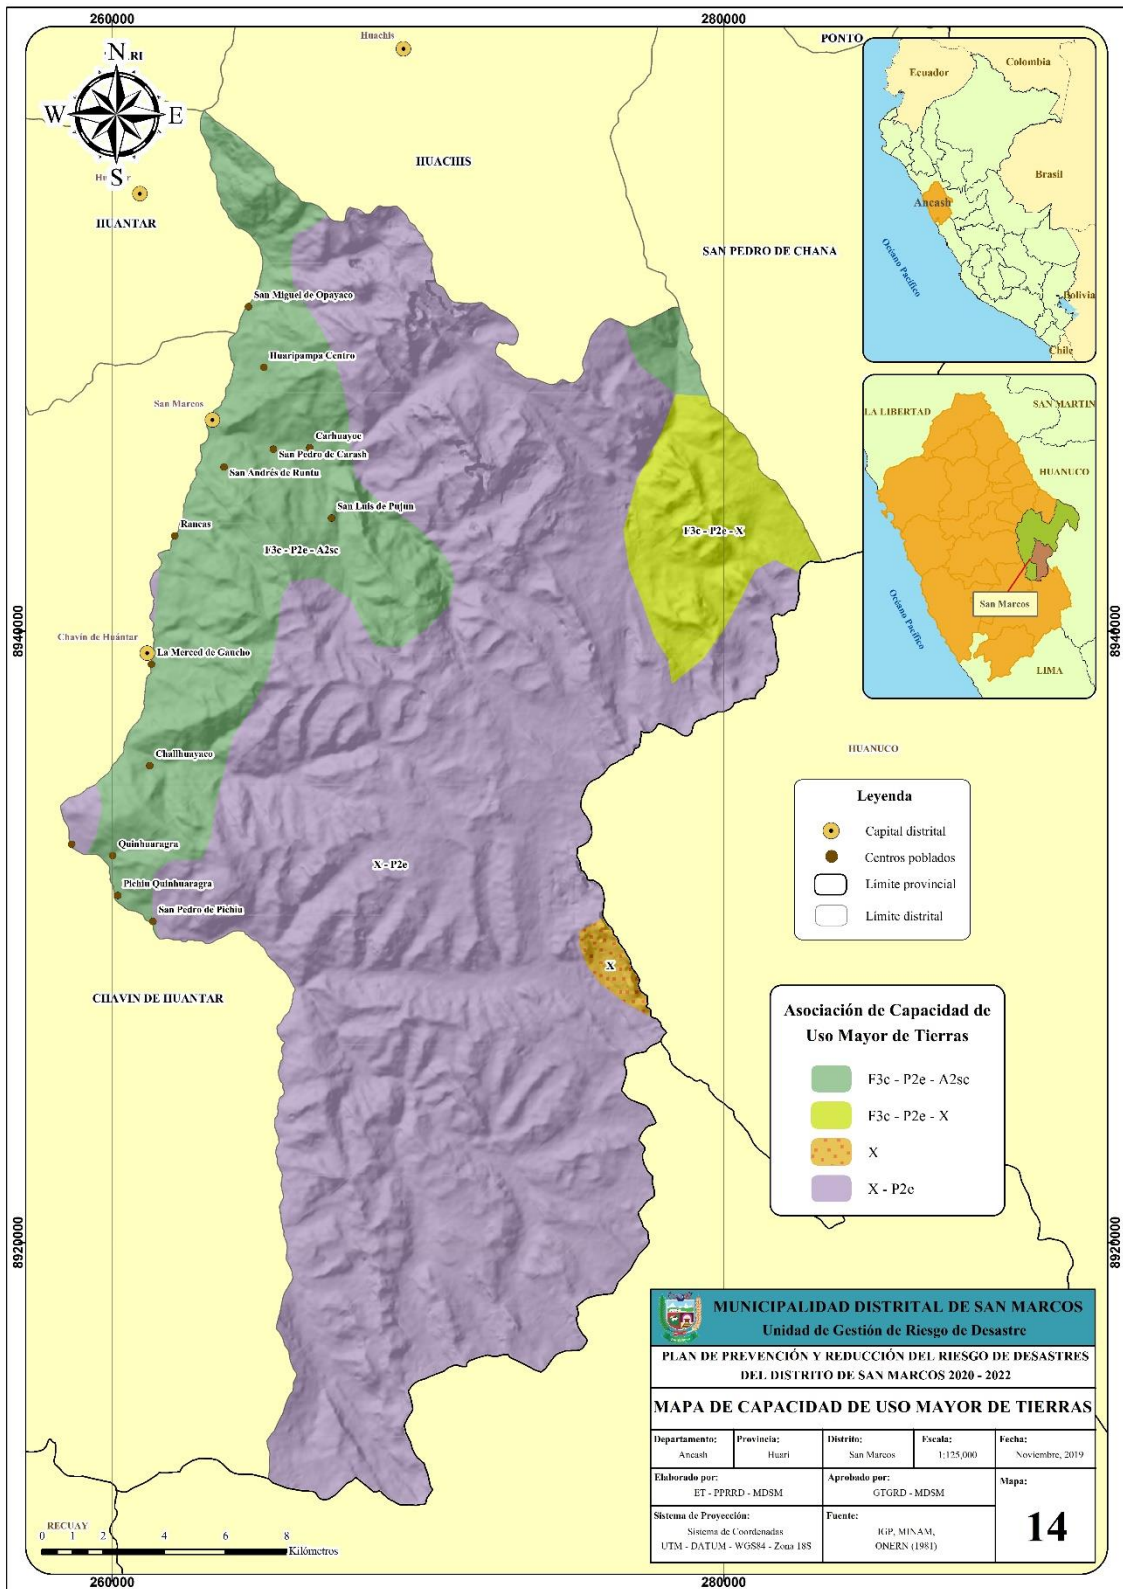 260000
280000
Huachis
PONTO
N
.RI
W
E
S
HUACHIS
HUANTAR
SAN PEDRO DE CHANA
San Miguel de Opayaco
Huaripampa Centro
San Marcos
Carhuayoc
San Pedro de Carash
San Andrés de Runtu
San Luis de Pujun
Rancas
F3c - P2e - A2sc
F3c - P2e - X
8940000
8940000
Chavín de Huántar
La Merced de Gaucho
Challhuayaco
HUANUCO
Quinhuaragra
X - P2e
Pichiu Quinhuaragra
San Pedro de Pichiu
X
CHAVIN DE HUANTAR
8920000
8920000
RECUAY
0 1 2 4 6 8
Kilómetros
260000
280000
Ecuador
Colombia
Brasil
Ancash
Océano Pacífico
Bolivia
Chile
LA LIBERTAD
SAN MARTIN
HUANUCO
San Marcos
Océano Pacífico
LIMA
Leyenda
Capital distrital
Centros poblados
Límite provincial
Límite distrital
Asociación de Capacidad de
Uso Mayor de Tierras
F3c - P2e - A2sc
F3c - P2e - X
X
X - P2e
MUNICIPALIDAD DISTRITAL DE SAN MARCOS
Unidad de Gestión de Riesgo de Desastre
PLAN DE PREVENCIÓN Y REDUCCIÓN DEL RIESGO DE DESASTRES
DEL DISTRITO DE SAN MARCOS 2020 - 2022
MAPA DE CAPACIDAD DE USO MAYOR DE TIERRAS
Departamento:
Ancash
Provincia:
Huari
Distrito:
San Marcos
Escala:
1:125,000
Fecha:
Noviembre, 2019
Elaborado por:
ET - PPRRD - MDSM
Aprobado por:
GTGRD - MDSM
Mapa:
14
Sistema de Proyección:
Sistema de Coordenadas
UTM - DATUM - WGS84 - Zona 18S
Fuente:
IGP, MINAM,
ONERN (1981)